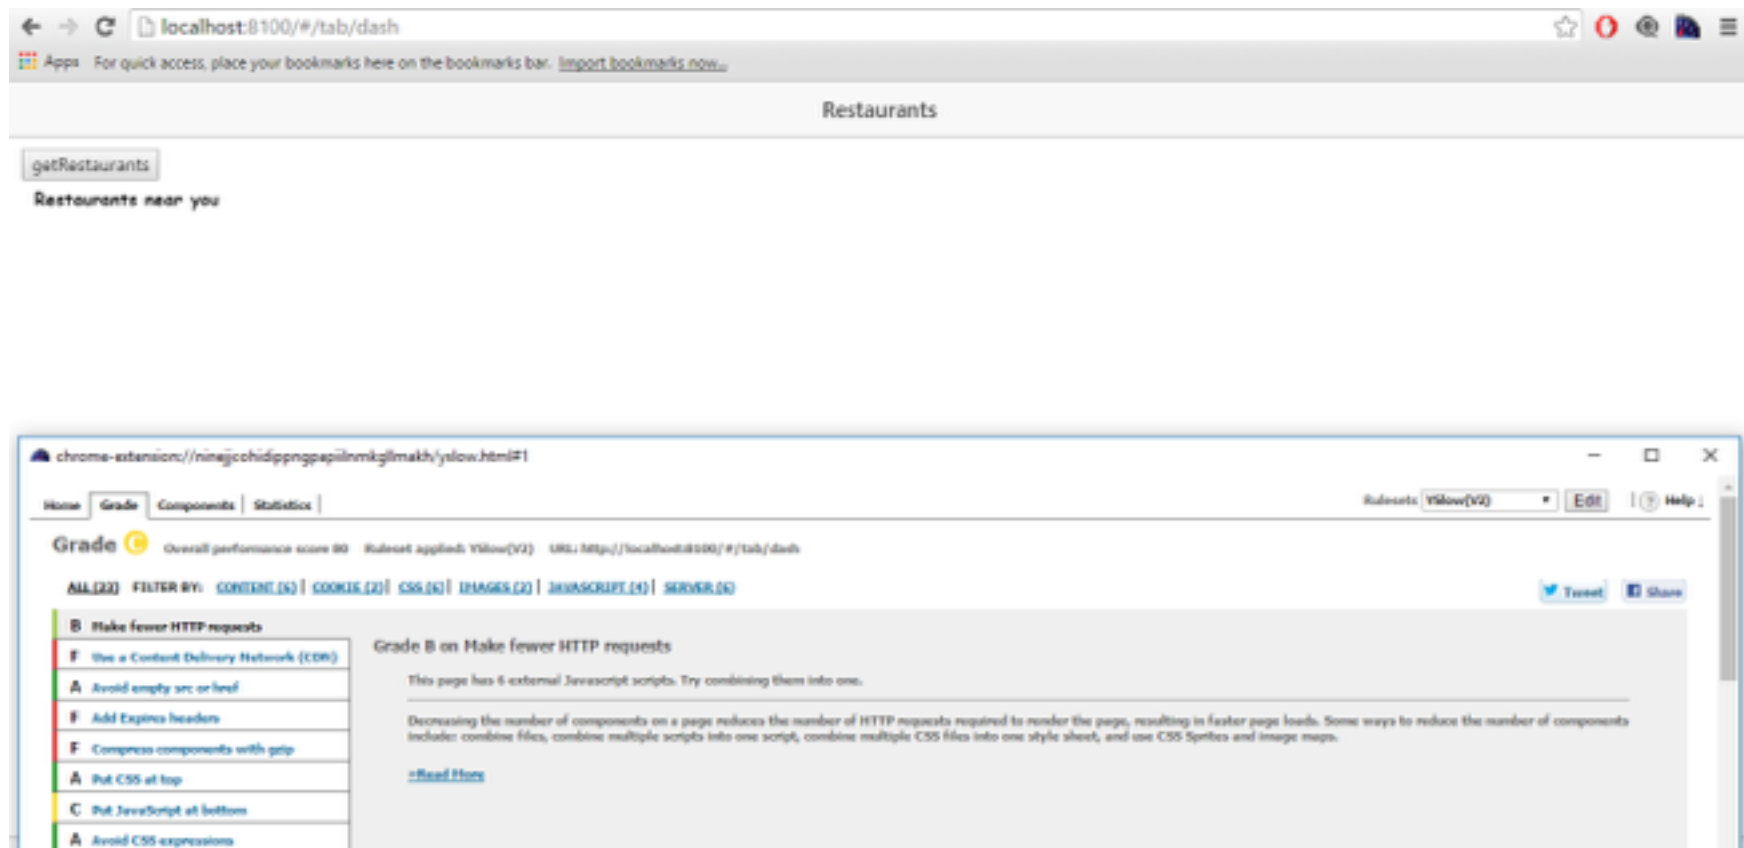 localhost:8100/#/tab/dash
Apps For quick access, place your bookmarks here on the bookmarks bar. Import bookmarks now...
Restaurants
getRestaurants
Restaurants near you
chrome-extension://ninejjcohidippngpapiilnmkgllmakh/yslow.html#1
Home Grade Components Statistics Rulesets YSlow(V2) Edit Help ↓
Grade C Overall performance score 80 Ruleset applied: YSlow(V2) URL: http://localhost:8100/#/tab/dash
ALL (22) FILTER BY: CONTENT (6) COOKIE (2) CSS (6) IMAGES (2) JAVASCRIPT (4) SERVER (6)
Tweet Share
B Make fewer HTTP requests
F Use a Content Delivery Network (CDN)
A Avoid empty src or href
F Add Expires headers
F Compress components with gzip
A Put CSS at top
C Put JavaScript at bottom
A Avoid CSS expressions
Grade B on Make fewer HTTP requests
This page has 6 external Javascript scripts. Try combining them into one.
Decreasing the number of components on a page reduces the number of HTTP requests required to render the page, resulting in faster page loads. Some ways to reduce the number of components
include: combine files, combine multiple scripts into one script, combine multiple CSS files into one style sheet, and use CSS Sprites and image maps.
»Read More